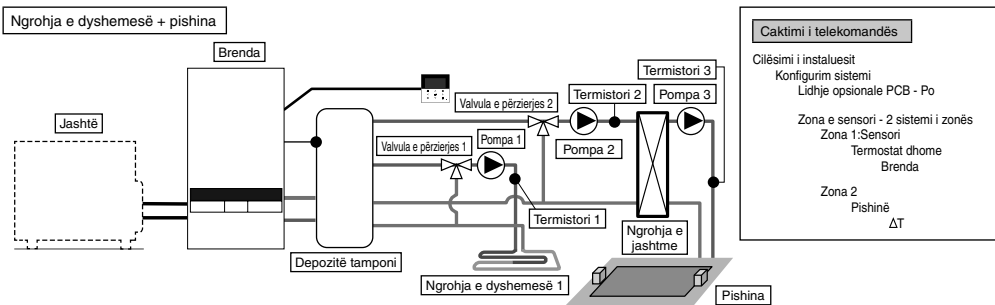 Ngrohja e dyshemesë + pishina
Brenda
Jashtë
Valvula e përzierjes 2
Termistori 2
Termistori 3
Pompa 3
Valvula e përzierjes 1
Pompa 1
Pompa 2
Termistori 1
Ngrohja e
jashtme
Depozitë tamponi
Ngrohja e dyshemesë 1
Pishina
Caktimi i telekomandës
Cilësimi i instaluesit
Konfigurim sistemi
Lidhje opsionale PCB - Po
Zona e sensori - 2 sistemi i zonës
Zona 1:Sensori
Termostat dhome
Brenda
Zona 2
Pishinë
ΔT